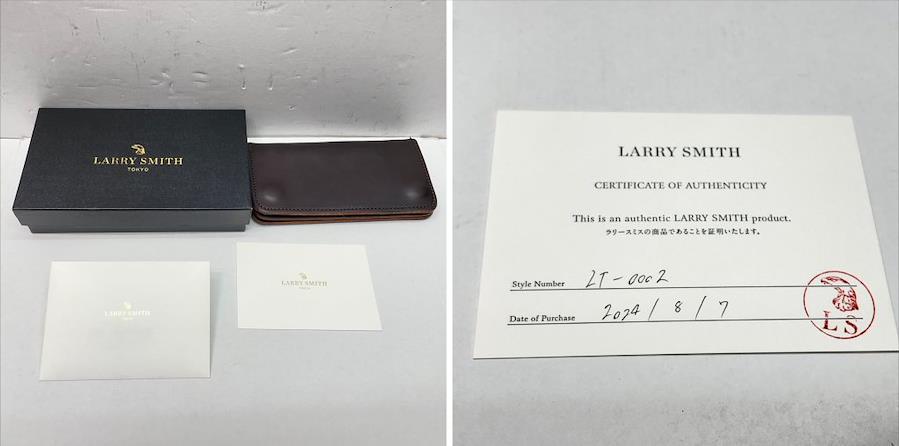 LARRY SMITH
TOKYO
LARRY SMITH
TOKYO
LARRY SMITH
TOKYO
LARRY SMITH
CERTIFICATE OF AUTHENTICITY
This is an authentic LARRY SMITH product.
ラリースミスの商品であることを証明いたします。
Style Number LT-0002
Date of Purchase 2024/8/7
LS